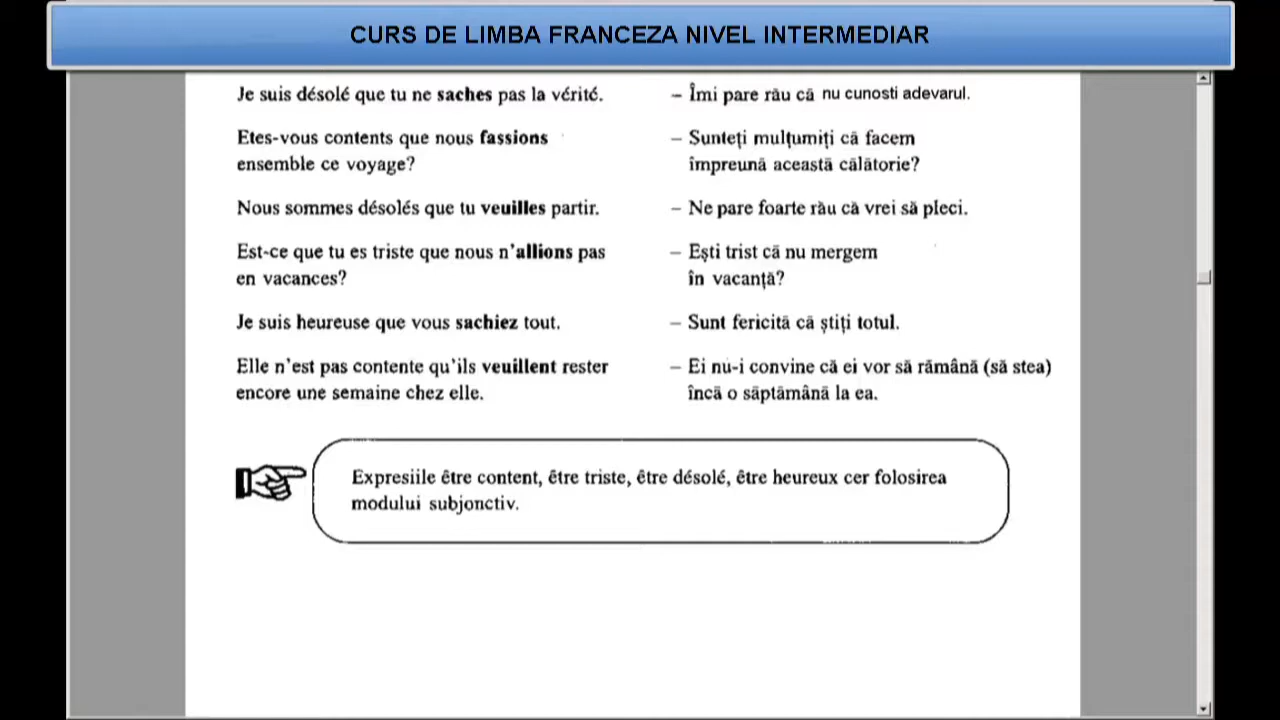 CURS DE LIMBA FRANCEZA NIVEL INTERMEDIAR
Je suis désolé que tu ne saches pas la vérité. – Îmi pare rău că nu cunosti adevarul.
Etes-vous contents que nous fassions – Sunteţi mulţumiţi că facem
ensemble ce voyage? împreună această călătorie?
Nous sommes désolés que tu veuilles partir. – Ne pare foarte rău că vrei să pleci.
Est-ce que tu es triste que nous n'allions pas – Eşti trist că nu mergem
en vacances? în vacanţă?
Je suis heureuse que vous sachiez tout. – Sunt fericită că ştiţi totul.
Elle n'est pas contente qu'ils veuillent rester – Ei nu-i convine că ei vor să rămână (să stea)
encore une semaine chez elle. încă o săptămână la ea.
Expresiile être content, être triste, être désolé, être heureux cer folosirea
modului subjonctiv.